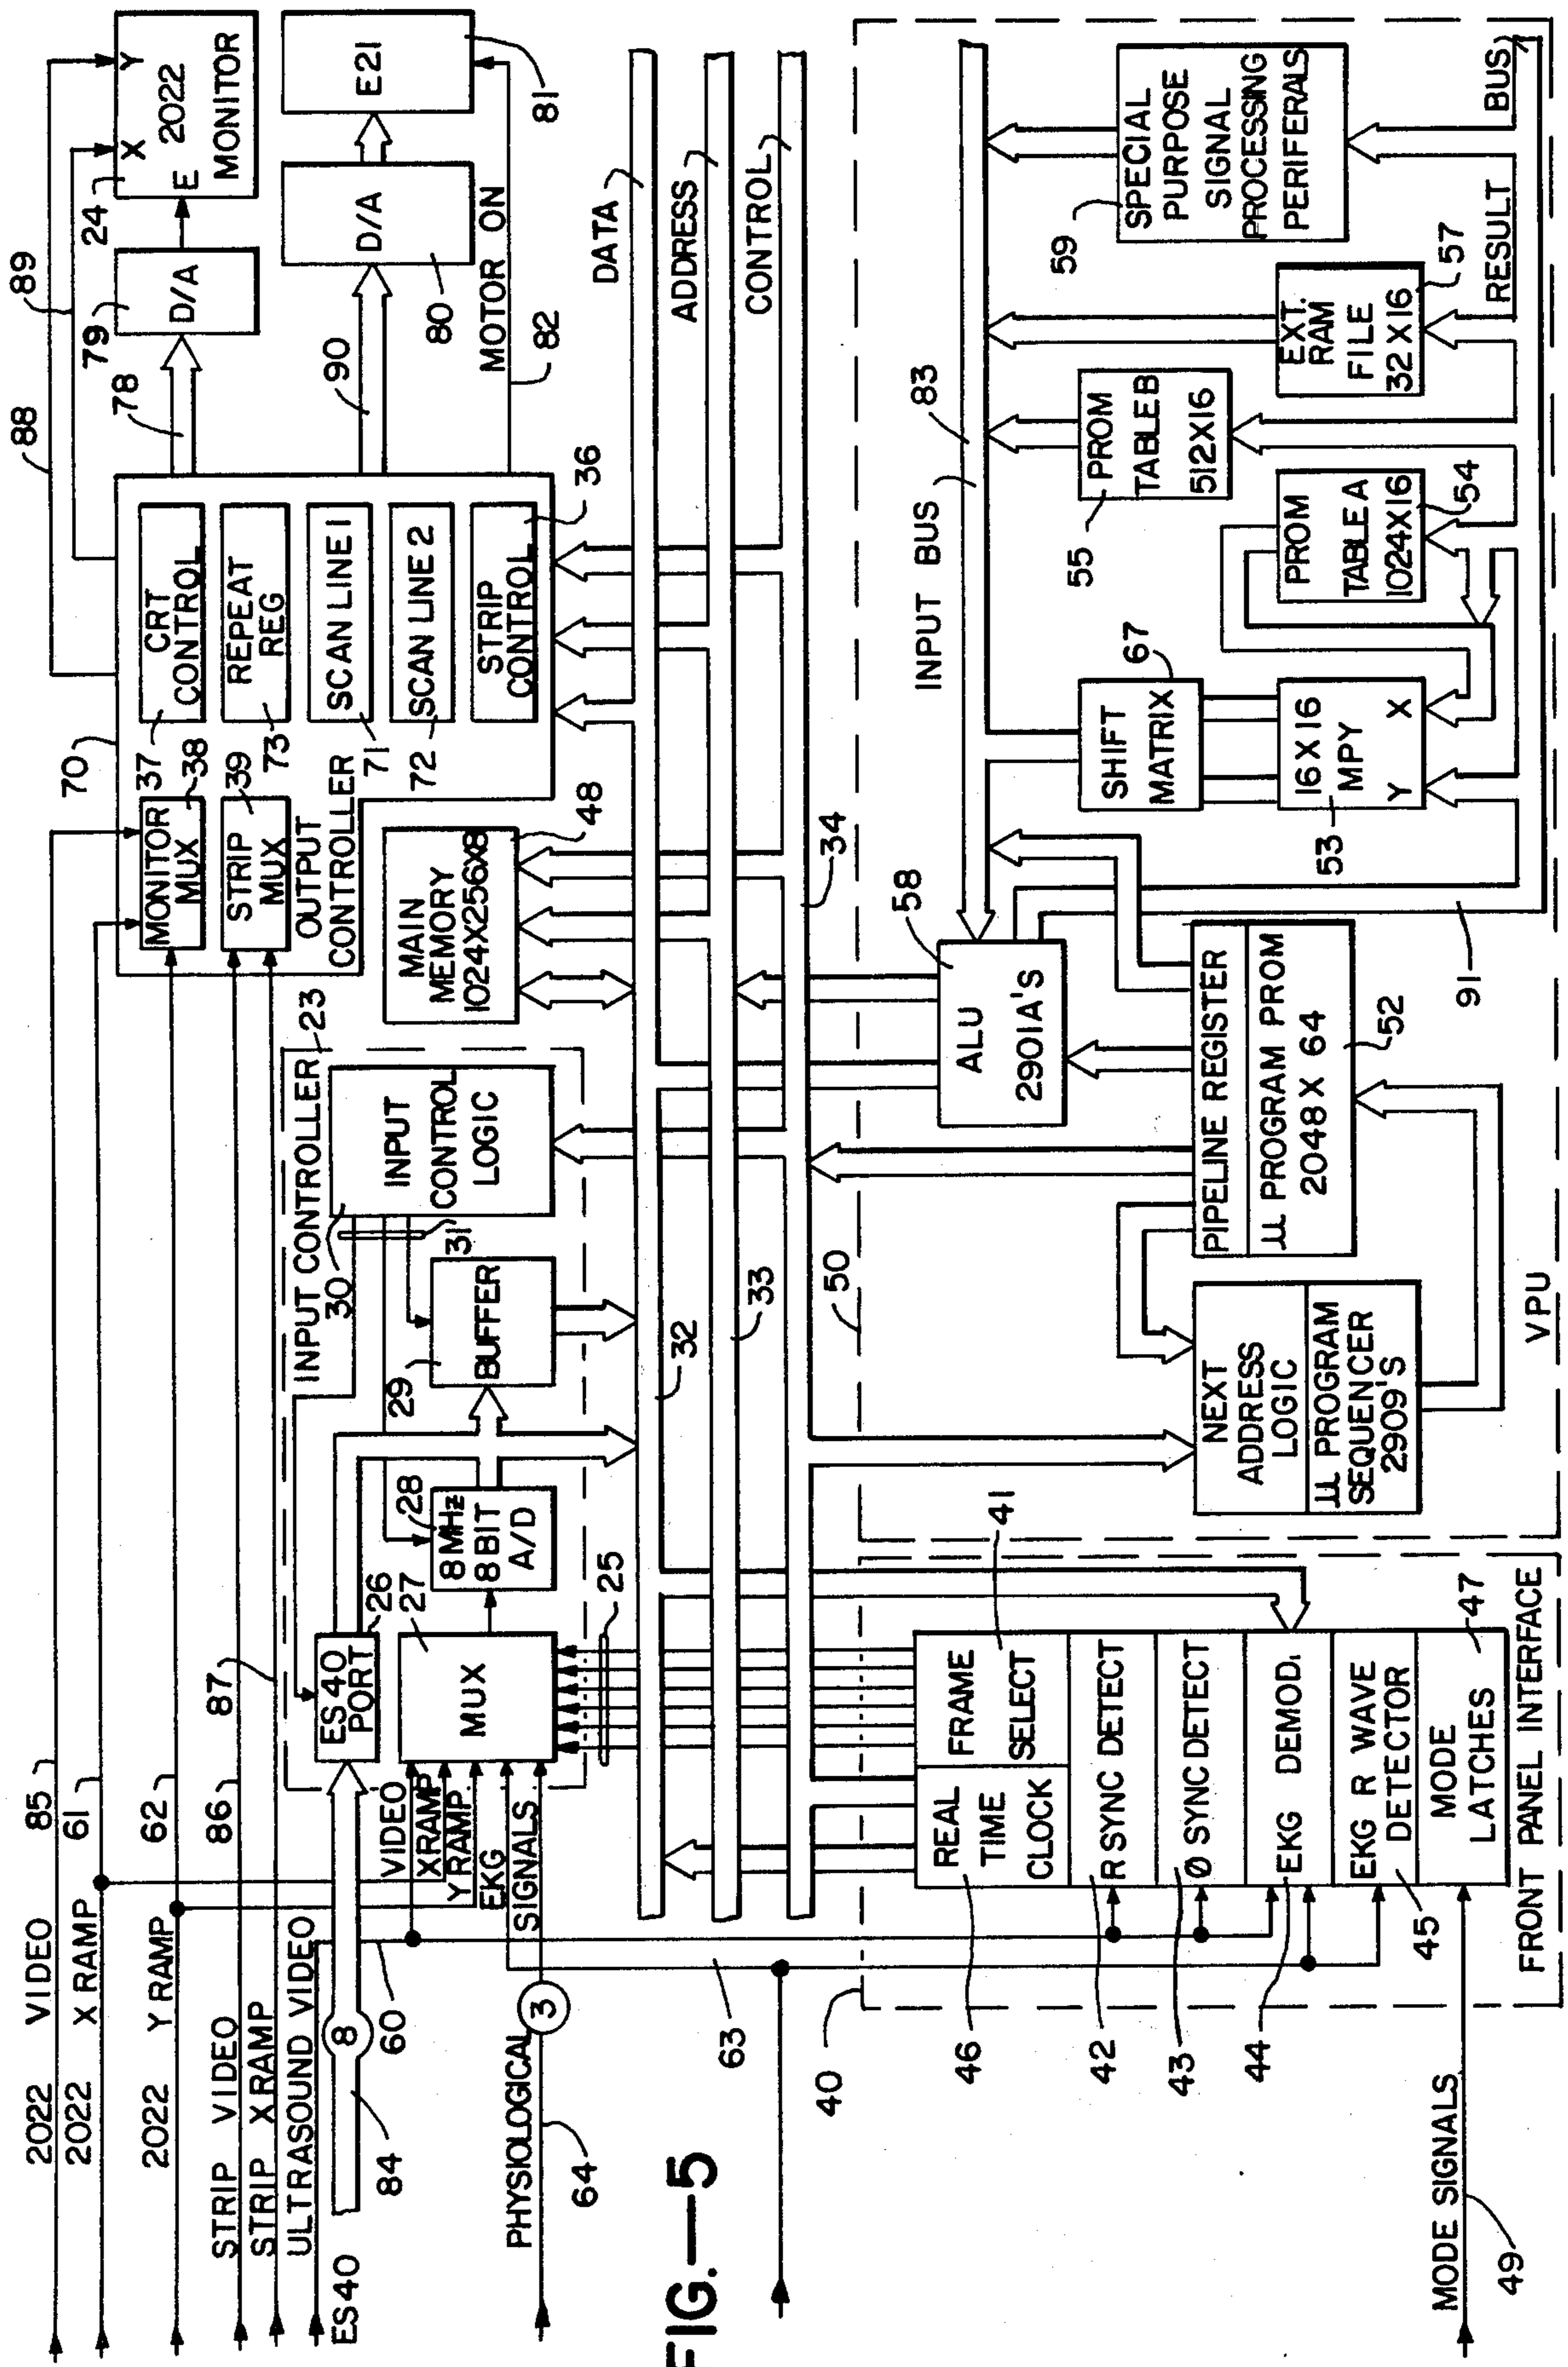 2022 VIDEO 85
2022 X RAMP 61
2022 Y RAMP 62
STRIP VIDEO 86
STRIP X RAMP 87
ULTRASOUND VIDEO
ES40
8
84
60
PHYSIOLOGICAL
3
64
VIDEO
XRAMP
Y RAMP
EKG
SIGNALS
63
INPUT CONTROLLER 23
ES40
PORT
26
27
MUX
28
8 MHz
8 BIT
A/D
25
29
BUFFER
30
31
INPUT
CONTROL
LOGIC
MAIN
MEMORY
1024X256X8
48
70
MONITOR
MUX
38
STRIP
MUX
39
OUTPUT
CONTROLLER
37
CRT
CONTROL
73
REPEAT
REG
71
SCAN LINE 1
72
SCAN LINE 2
STRIP
CONTROL
36
88
89
78
79
D/A
24
X
Y
E
2022
MONITOR
90
D/A
80
E21
81
MOTOR ON
82
32
DATA
33
ADDRESS
34
CONTROL
FIG.—5
40
46
REAL
TIME
CLOCK
FRAME
SELECT
41
42
R SYNC DETECT
43
Ø SYNC DETECT
44
EKG DEMOD.
45
EKG R WAVE
DETECTOR
MODE
LATCHES
47
FRONT PANEL INTERFACE
MODE SIGNALS
49
50
NEXT
ADDRESS
LOGIC
µ PROGRAM
SEQUENCER
2909'S
PIPELINE REGISTER
µ PROGRAM PROM
2048 X 64
52
VPU
58
ALU
2901A'S
91
INPUT BUS
83
SHIFT
MATRIX
67
16X16
MPY
Y X
53
PROM
TABLE A
1024X16
54
55
PROM
TABLE B
512X16
EXT.
RAM
FILE
32X16
57
59
SPECIAL
PURPOSE
SIGNAL
PROCESSING
PERIFERALS
RESULT BUS